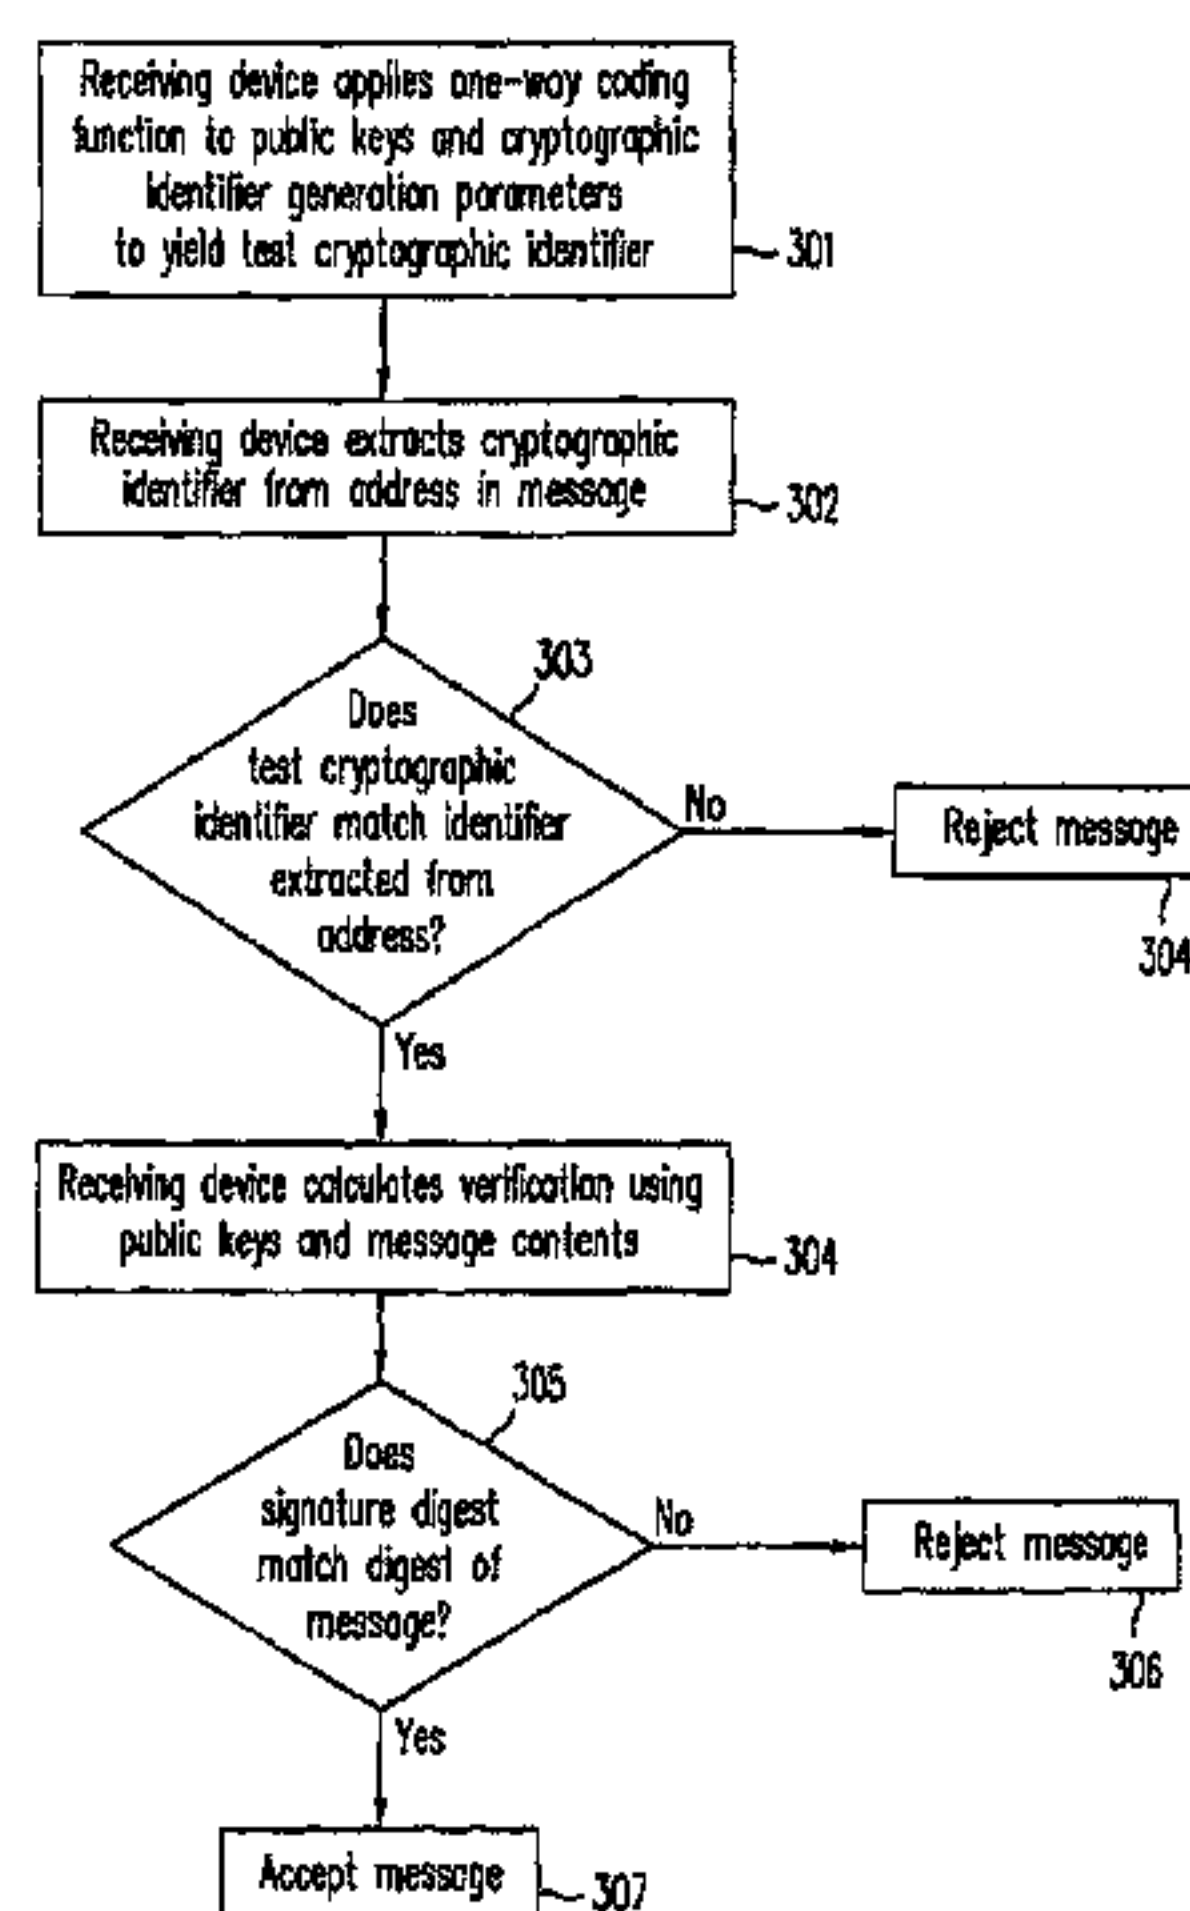 Receiving device applies one-way coding
function to public keys and cryptographic
identifier generation parameters
to yield test cryptographic identifier
301
Receiving device extracts cryptographic
identifier from address in message
302
303
Does
test cryptographic
identifier match identifier
extracted from
address?
No
Reject message
304
Yes
Receiving device calculates verification using
public keys and message contents
304
305
Does
signature digest
match digest of
message?
No
Reject message
306
Yes
Accept message
307